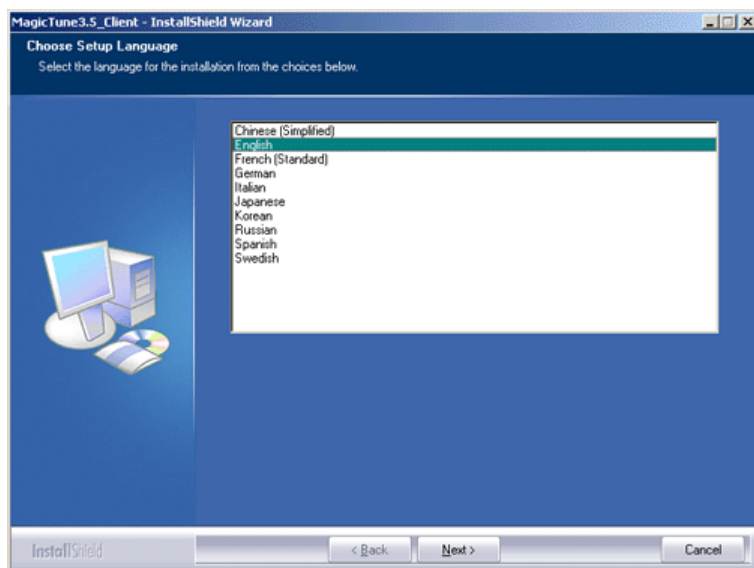 MagicTune3.5_Client - InstallShield Wizard
Choose Setup Language
Select the language for the installation from the choices below.
Chinese (Simplified)
English
French (Standard)
German
Italian
Japanese
Korean
Russian
Spanish
Swedish
InstallShield
< Back
Next >
Cancel